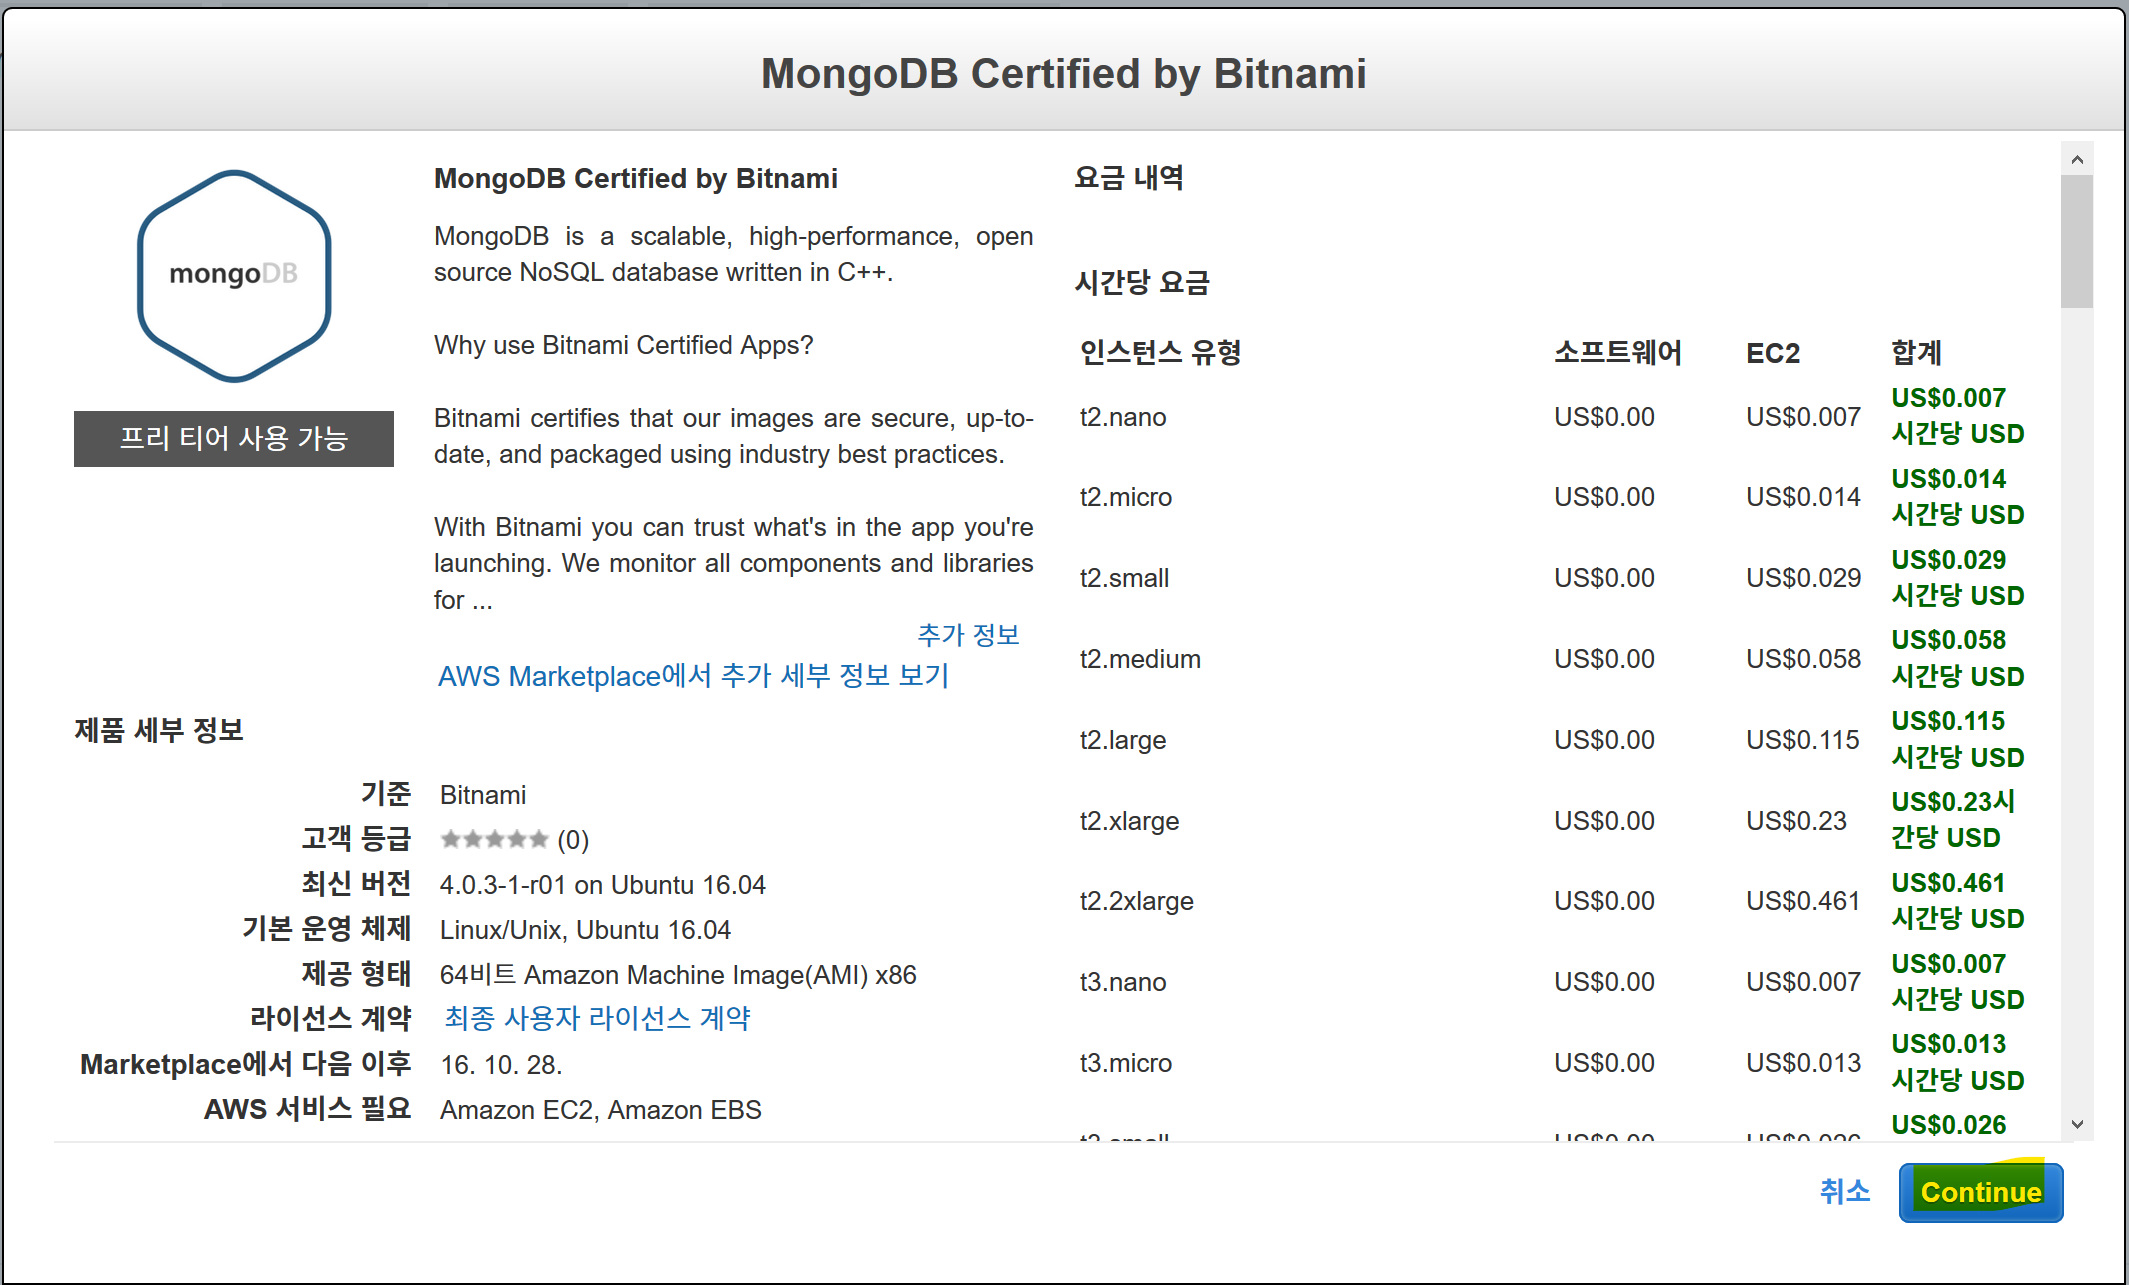 MongoDB Certified by Bitnami
mongoDB
프리 티어 사용 가능
MongoDB Certified by Bitnami
MongoDB is a scalable, high-performance, open
source NoSQL database written in C++.
Why use Bitnami Certified Apps?
Bitnami certifies that our images are secure, up-to-
date, and packaged using industry best practices.
With Bitnami you can trust what's in the app you're
launching. We monitor all components and libraries
for ...
추가 정보
AWS Marketplace에서 추가 세부 정보 보기
제품 세부 정보
기준 Bitnami
고객 등급 (0)
최신 버전 4.0.3-1-r01 on Ubuntu 16.04
기본 운영 체제 Linux/Unix, Ubuntu 16.04
제공 형태 64비트 Amazon Machine Image(AMI) x86
라이선스 계약 최종 사용자 라이선스 계약
Marketplace에서 다음 이후 16. 10. 28.
AWS 서비스 필요 Amazon EC2, Amazon EBS
요금 내역
시간당 요금
인스턴스 유형 소프트웨어 EC2 합계
t2.nano US$0.00 US$0.007 US$0.007
시간당 USD
t2.micro US$0.00 US$0.014 US$0.014
시간당 USD
t2.small US$0.00 US$0.029 US$0.029
시간당 USD
t2.medium US$0.00 US$0.058 US$0.058
시간당 USD
t2.large US$0.00 US$0.115 US$0.115
시간당 USD
t2.xlarge US$0.00 US$0.23 US$0.23시
간당 USD
t2.2xlarge US$0.00 US$0.461 US$0.461
시간당 USD
t3.nano US$0.00 US$0.007 US$0.007
시간당 USD
t3.micro US$0.00 US$0.013 US$0.013
시간당 USD
US$0.026
취소
Continue